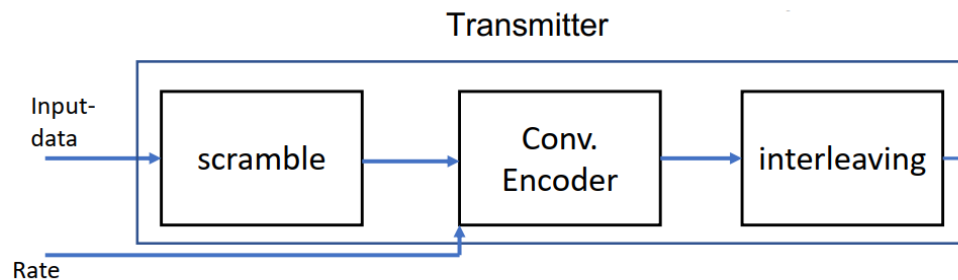 Transmitter
Input-
data
scramble
Conv.
Encoder
interleaving
Rate